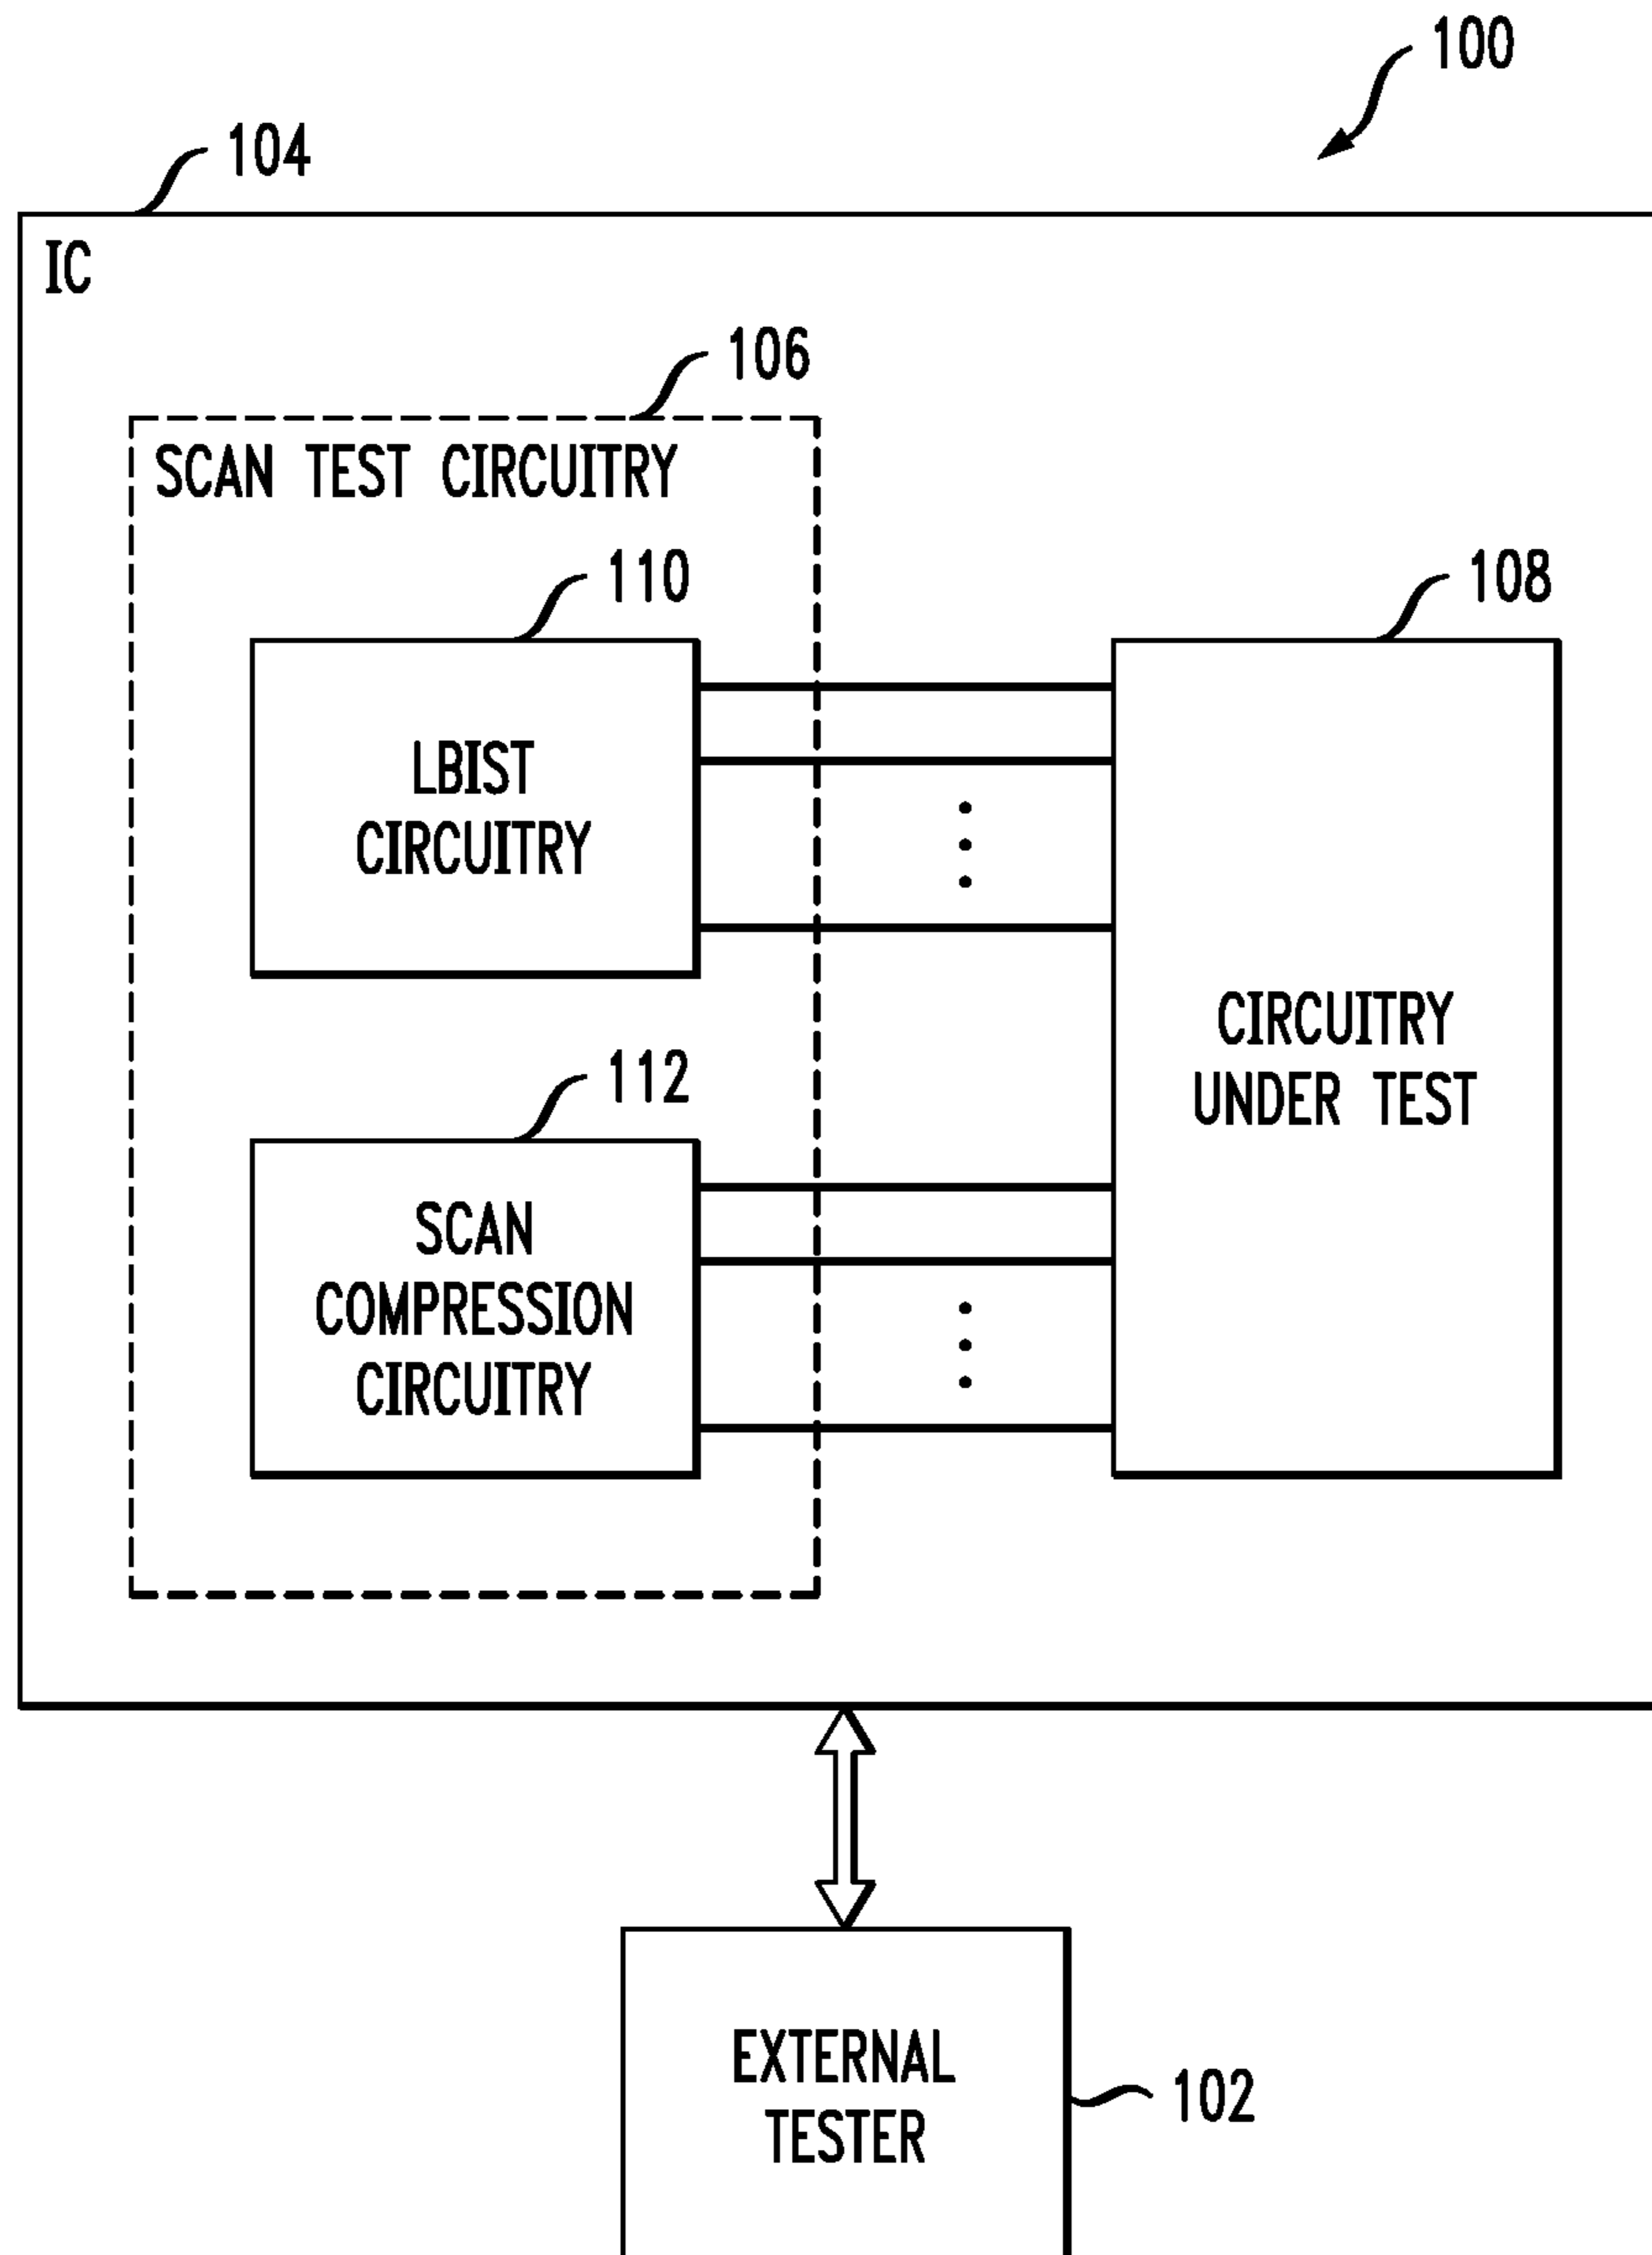 100
104
IC
106
SCAN TEST CIRCUITRY
110
108
LBIST
CIRCUITRY
CIRCUITRY
UNDER TEST
112
SCAN
COMPRESSION
CIRCUITRY
EXTERNAL
TESTER
102